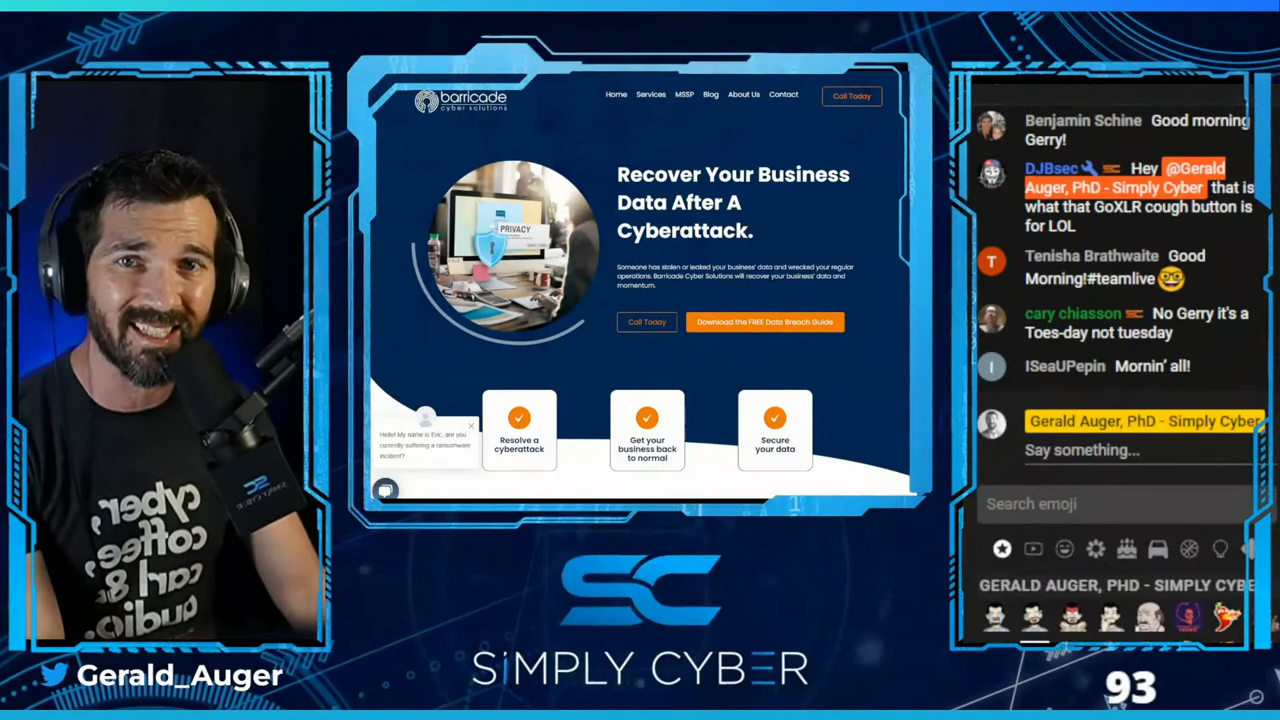 barricade
cyber solutions
Home Services MSSP Blog About Us Contact
Call Today
Recover Your Business
Data After A
Cyberattack.
Someone has stolen or leaked your business' data and wrecked your regular
operations. Barricade Cyber Solutions will recover your business' data and
momentum.
Call Today
Download the FREE Data Breach Guide
PRIVACY
Hello! My name is Eric, are you
currently suffering a ransomware
incident?
Resolve a
cyberattack
Get your
business back
to normal
Secure
your data
cyber,
coffee,
carl &
audio.
SIMPLY CYBER
SC
SIMPLY CYBER
Gerald_Auger
Benjamin Schine Good morning
Gerry!
DJBsec Hey @Gerald
Auger, PhD - Simply Cyber that is
what that GoXLR cough button is
for LOL
Tenisha Brathwaite Good
Morning!#teamlive
T
cary chiasson No Gerry it's a
Toes-day not tuesday
I
ISeaUPepin Mornin' all!
Gerald Auger, PhD - Simply Cyber
Say something...
Search emoji
GERALD AUGER, PHD - SIMPLY CYBE
93